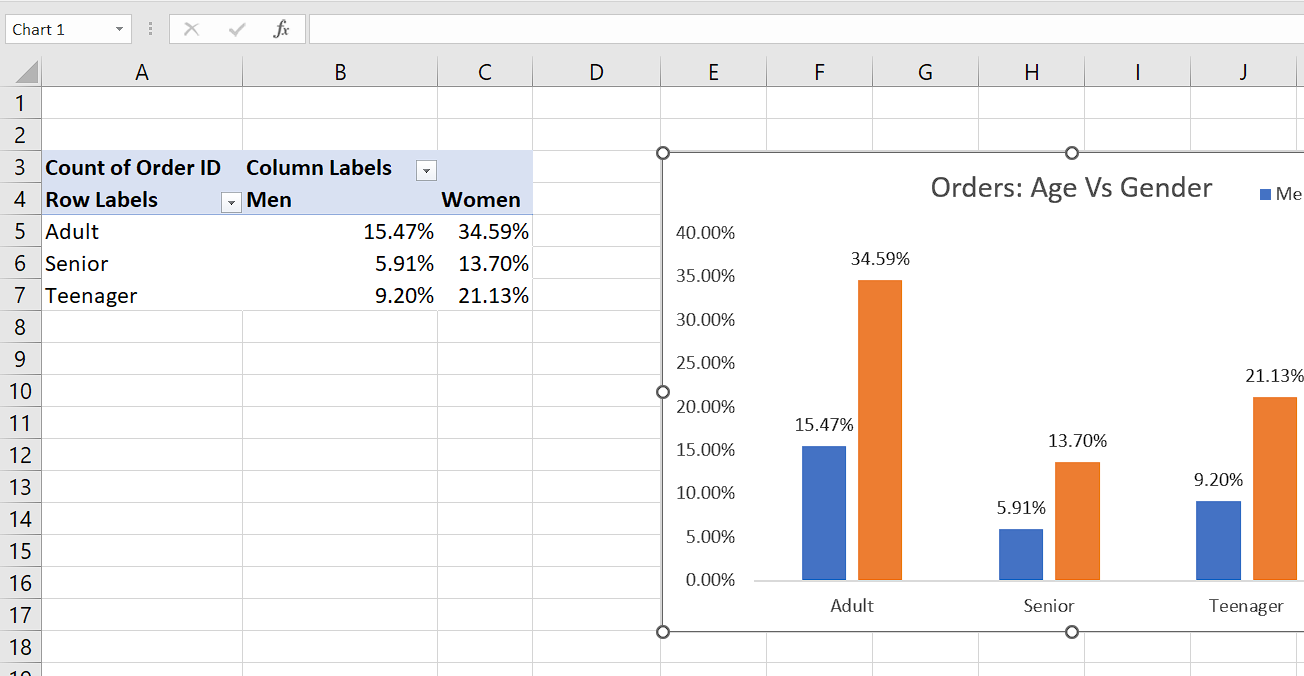 Chart 1 fx
A B C D E F G H I J
1
2
3 Count of Order ID Column Labels
4 Row Labels Men Women
5 Adult 15.47% 34.59%
6 Senior 5.91% 13.70%
7 Teenager 9.20% 21.13%
8
9
10
11
12
13
14
15
16
17
18
19
Orders: Age Vs Gender
Me
40.00%
35.00%
30.00%
25.00%
20.00%
15.00%
10.00%
5.00%
0.00%
15.47% 34.59%
5.91% 13.70%
9.20% 21.13%
Adult Senior Teenager